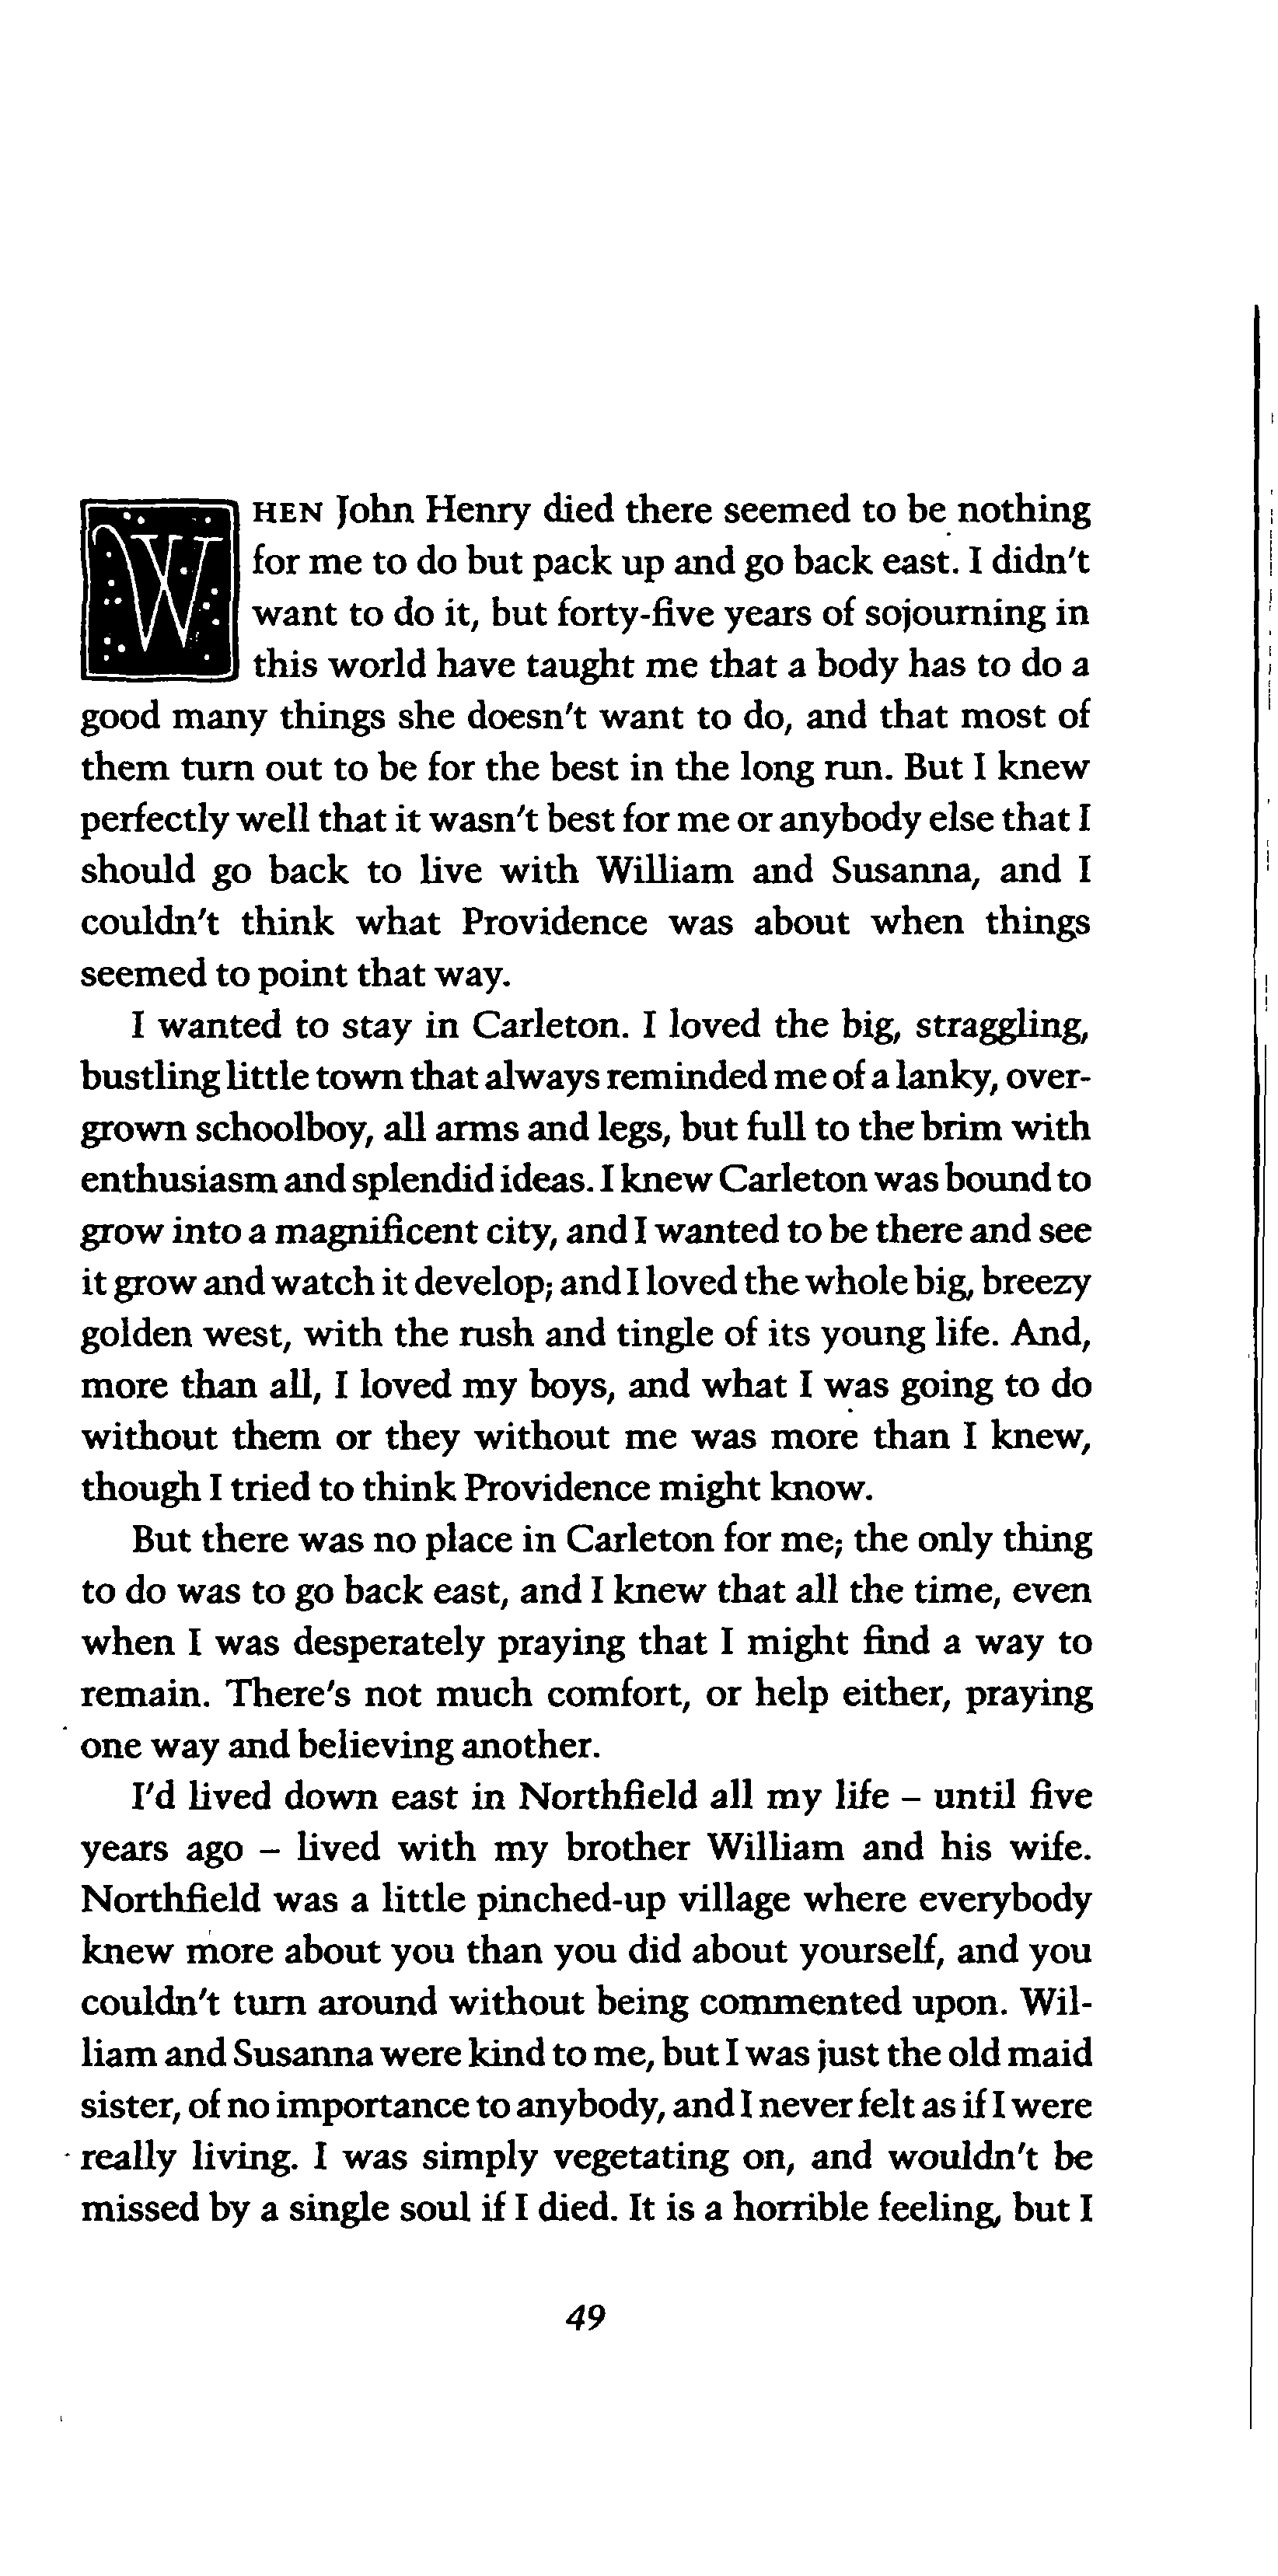 WHEN John Henry died there seemed to be nothing
for me to do but pack up and go back east. I didn't
want to do it, but forty-five years of sojourning in
this world have taught me that a body has to do a
good many things she doesn't want to do, and that most of
them turn out to be for the best in the long run. But I knew
perfectly well that it wasn't best for me or anybody else that I
should go back to live with William and Susanna, and I
couldn't think what Providence was about when things
seemed to point that way.
I wanted to stay in Carleton. I loved the big, straggling,
bustling little town that always reminded me of a lanky, over-
grown schoolboy, all arms and legs, but full to the brim with
enthusiasm and splendid ideas. I knew Carleton was bound to
grow into a magnificent city, and I wanted to be there and see
it grow and watch it develop; and I loved the whole big, breezy
golden west, with the rush and tingle of its young life. And,
more than all, I loved my boys, and what I was going to do
without them or they without me was more than I knew,
though I tried to think Providence might know.
But there was no place in Carleton for me; the only thing
to do was to go back east, and I knew that all the time, even
when I was desperately praying that I might find a way to
remain. There's not much comfort, or help either, praying
one way and believing another.
I'd lived down east in Northfield all my life – until five
years ago – lived with my brother William and his wife.
Northfield was a little pinched-up village where everybody
knew more about you than you did about yourself, and you
couldn't turn around without being commented upon. Wil-
liam and Susanna were kind to me, but I was just the old maid
sister, of no importance to anybody, and I never felt as if I were
really living. I was simply vegetating on, and wouldn't be
missed by a single soul if I died. It is a horrible feeling, but I
49